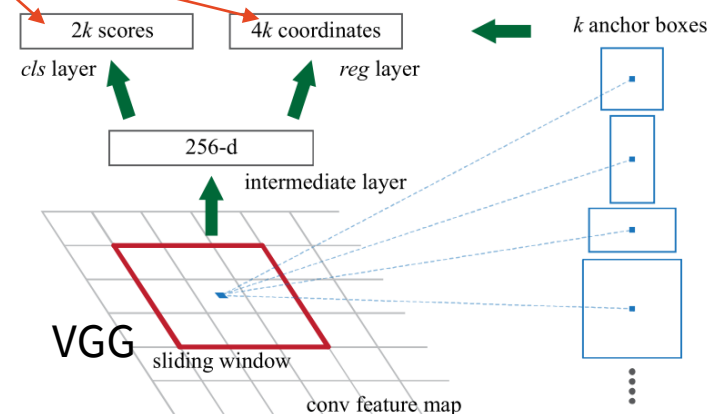 2k scores
4k coordinates
k anchor boxes
cls layer
reg layer
256-d
intermediate layer
VGG
sliding window
conv feature map